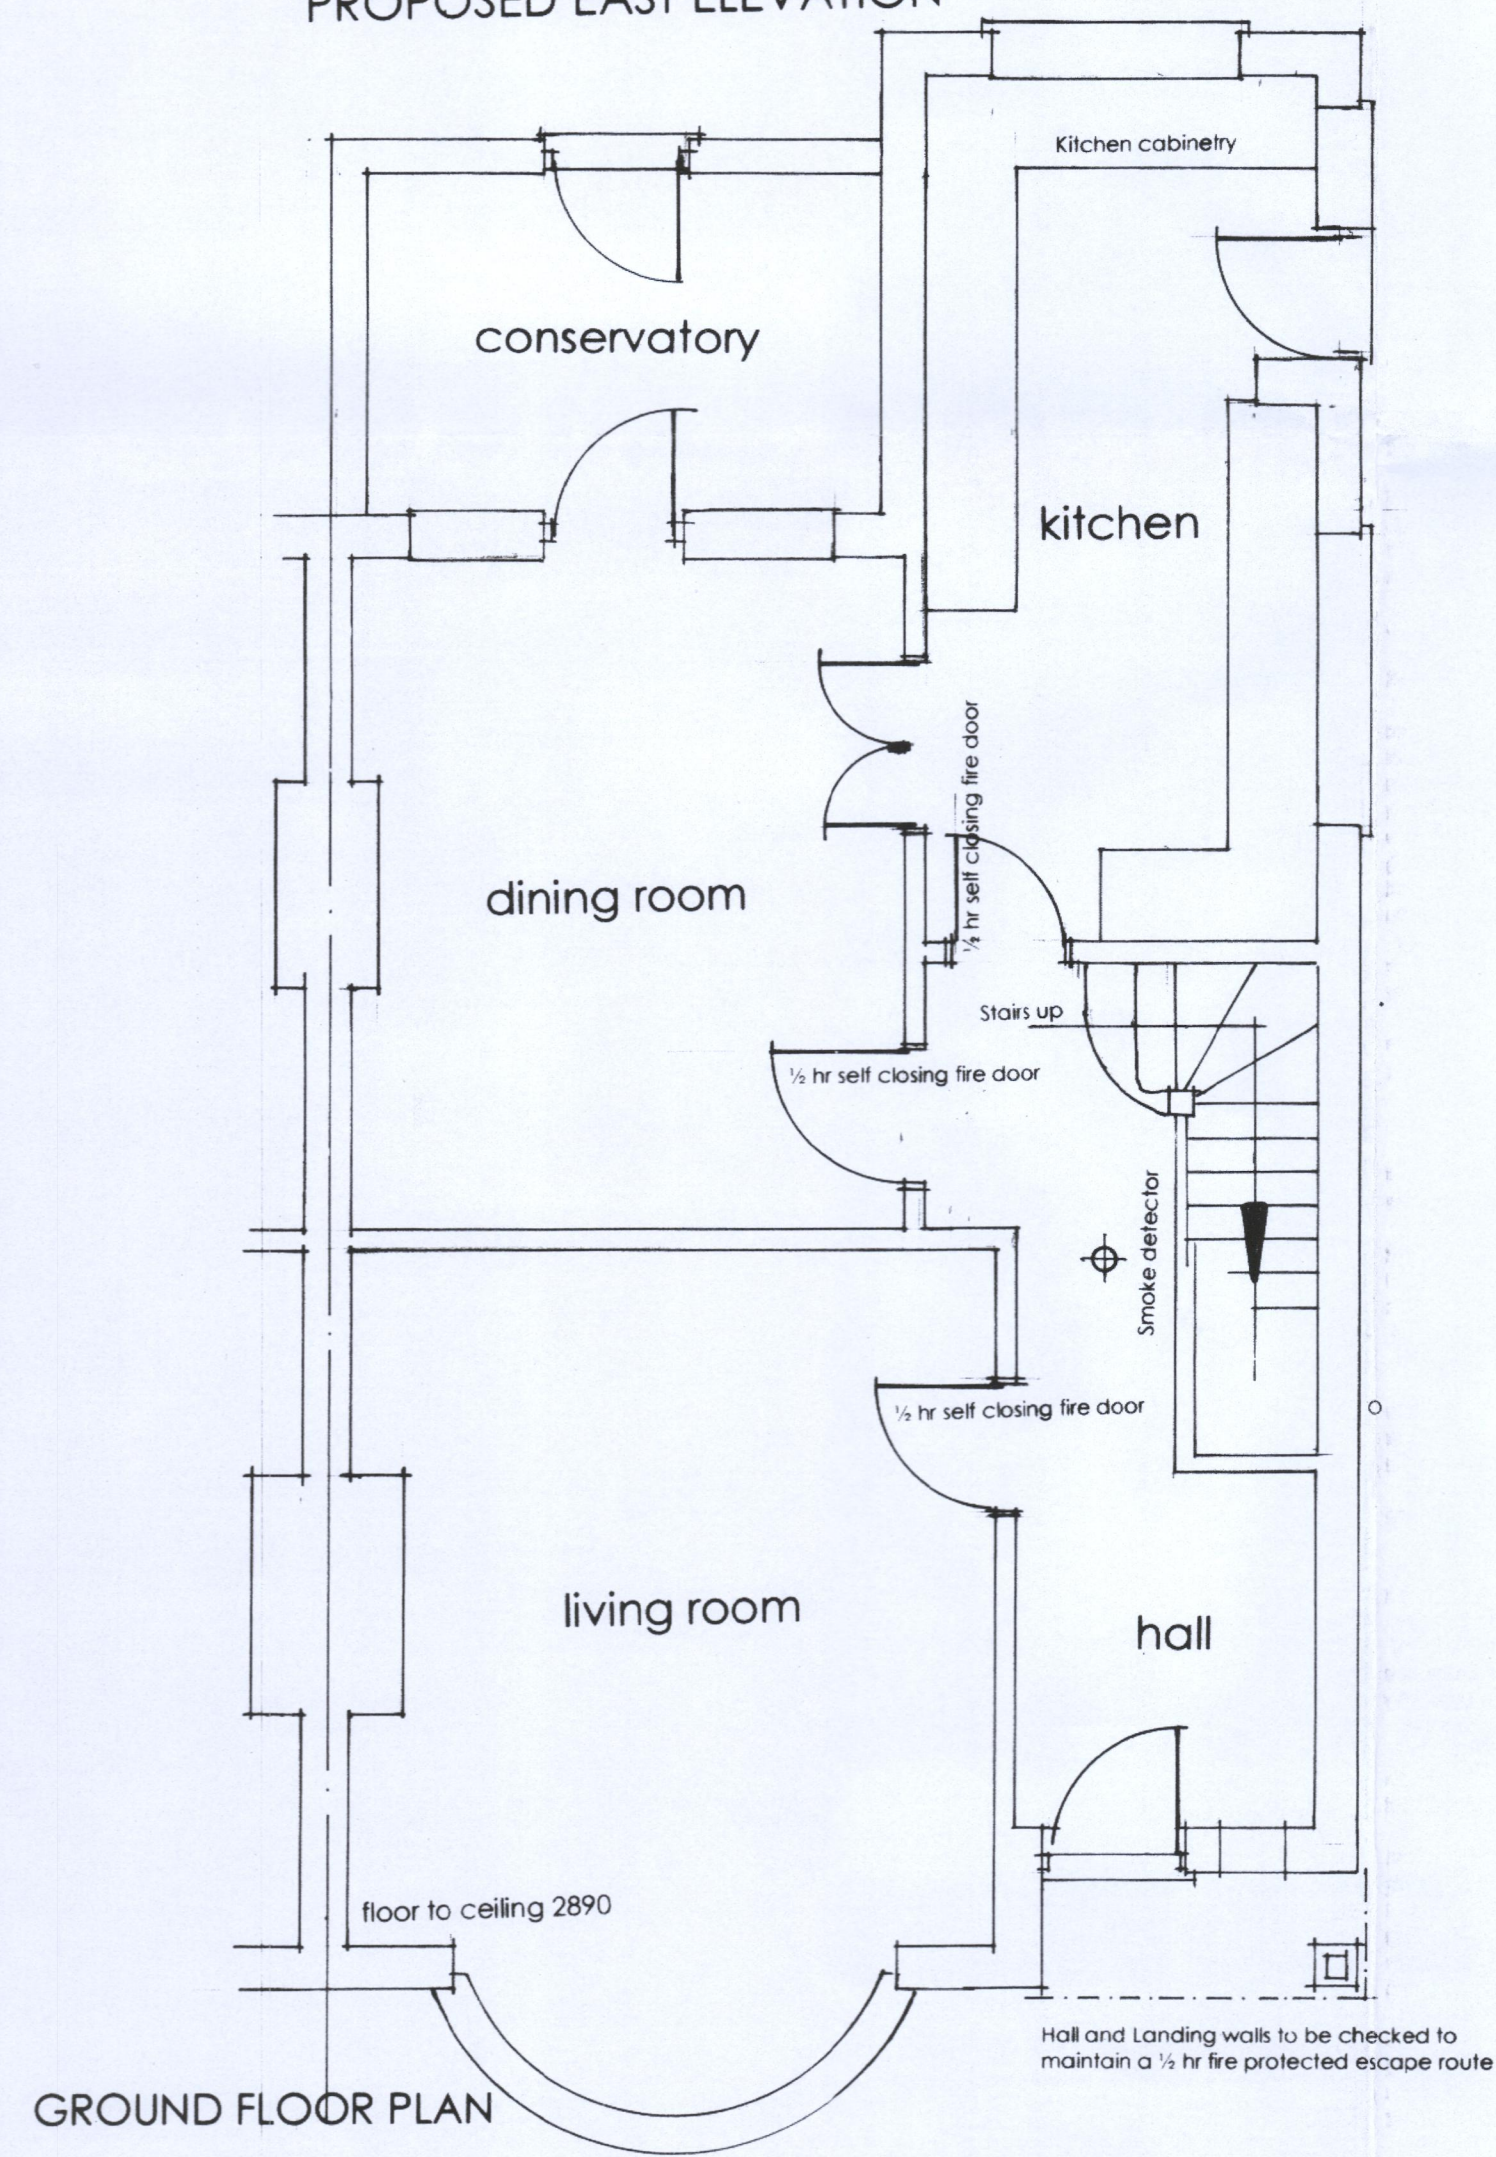 PROPOSED EAST ELEVATION
Kitchen cabinetry
conservatory
kitchen
½ hr self closing fire door
dining room
Stairs up
½ hr self closing fire door
Smoke detector
½ hr self closing fire door
living room
hall
floor to ceiling 2890
Hall and Landing walls to be checked to
maintain a ½ hr fire protected escape route
GROUND FLOOR PLAN